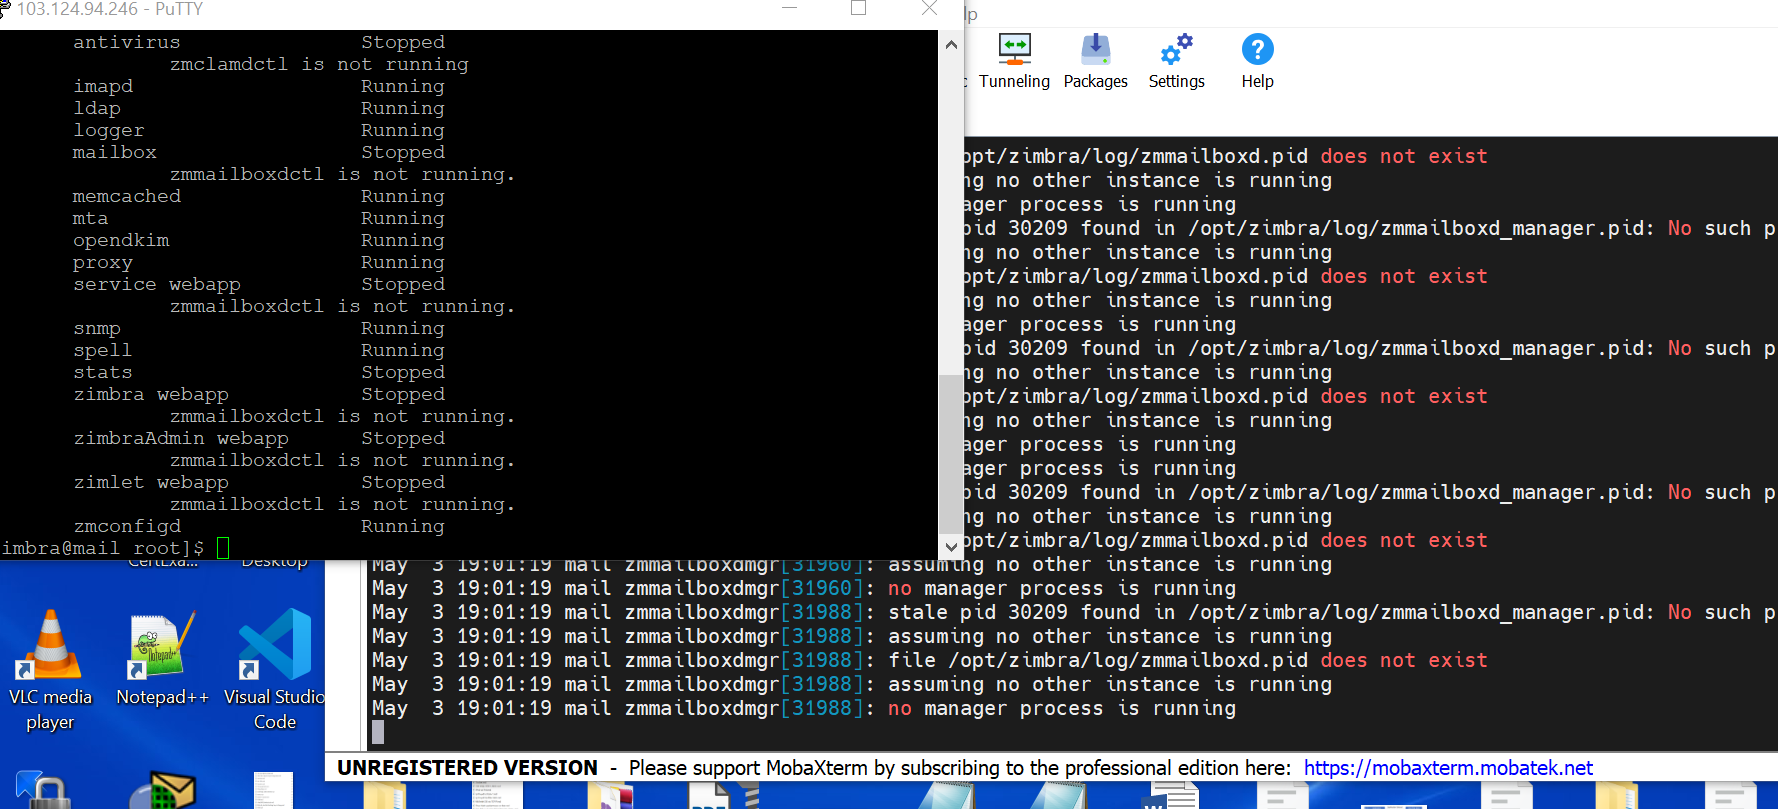 103.124.94.246 - PuTTY
antivirus Stopped
zmclamdctl is not running
imapd Running
ldap Running
logger Running
mailbox Stopped
zmmailboxdctl is not running.
memcached Running
mta Running
opendkim Running
proxy Running
service webapp Stopped
zmmailboxdctl is not running.
snmp Running
spell Running
stats Stopped
zimbra webapp Stopped
zmmailboxdctl is not running.
zimbraAdmin webapp Stopped
zmmailboxdctl is not running.
zimlet webapp Stopped
zmmailboxdctl is not running.
zmconfigd Running
imbra@mail root]$
lp
Tunneling Packages Settings Help
opt/zimbra/log/zmmailboxd.pid does not exist
ng no other instance is running
ager process is running
pid 30209 found in /opt/zimbra/log/zmmailboxd_manager.pid: No such p
ng no other instance is running
opt/zimbra/log/zmmailboxd.pid does not exist
ng no other instance is running
ager process is running
pid 30209 found in /opt/zimbra/log/zmmailboxd_manager.pid: No such p
ng no other instance is running
opt/zimbra/log/zmmailboxd.pid does not exist
ng no other instance is running
ager process is running
ager process is running
pid 30209 found in /opt/zimbra/log/zmmailboxd_manager.pid: No such p
ng no other instance is running
opt/zimbra/log/zmmailboxd.pid does not exist
May 3 19:01:19 mail zmmailboxdmgr[31960]: assuming no other instance is running
May 3 19:01:19 mail zmmailboxdmgr[31960]: no manager process is running
May 3 19:01:19 mail zmmailboxdmgr[31988]: stale pid 30209 found in /opt/zimbra/log/zmmailboxd_manager.pid: No such p
May 3 19:01:19 mail zmmailboxdmgr[31988]: assuming no other instance is running
May 3 19:01:19 mail zmmailboxdmgr[31988]: file /opt/zimbra/log/zmmailboxd.pid does not exist
May 3 19:01:19 mail zmmailboxdmgr[31988]: assuming no other instance is running
May 3 19:01:19 mail zmmailboxdmgr[31988]: no manager process is running
UNREGISTERED VERSION - Please support MobaXterm by subscribing to the professional edition here: https://mobaxterm.mobatek.net
CertExa... Desktop
VLC media player
Notepad++
Visual Studio Code